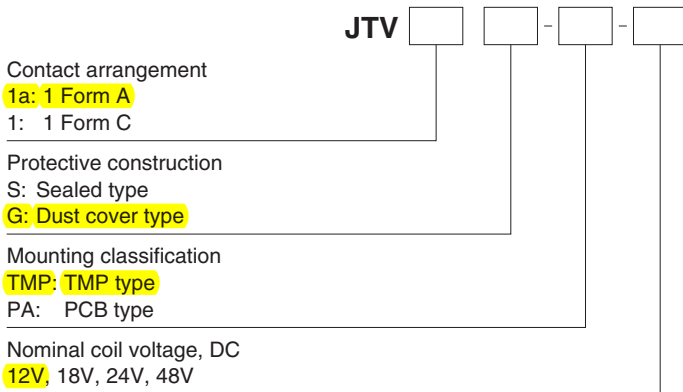 JTV - -
Contact arrangement
1a: 1 Form A
1: 1 Form C
Protective construction
S: Sealed type
G: Dust cover type
Mounting classification
TMP: TMP type
PA: PCB type
Nominal coil voltage, DC
12V, 18V, 24V, 48V